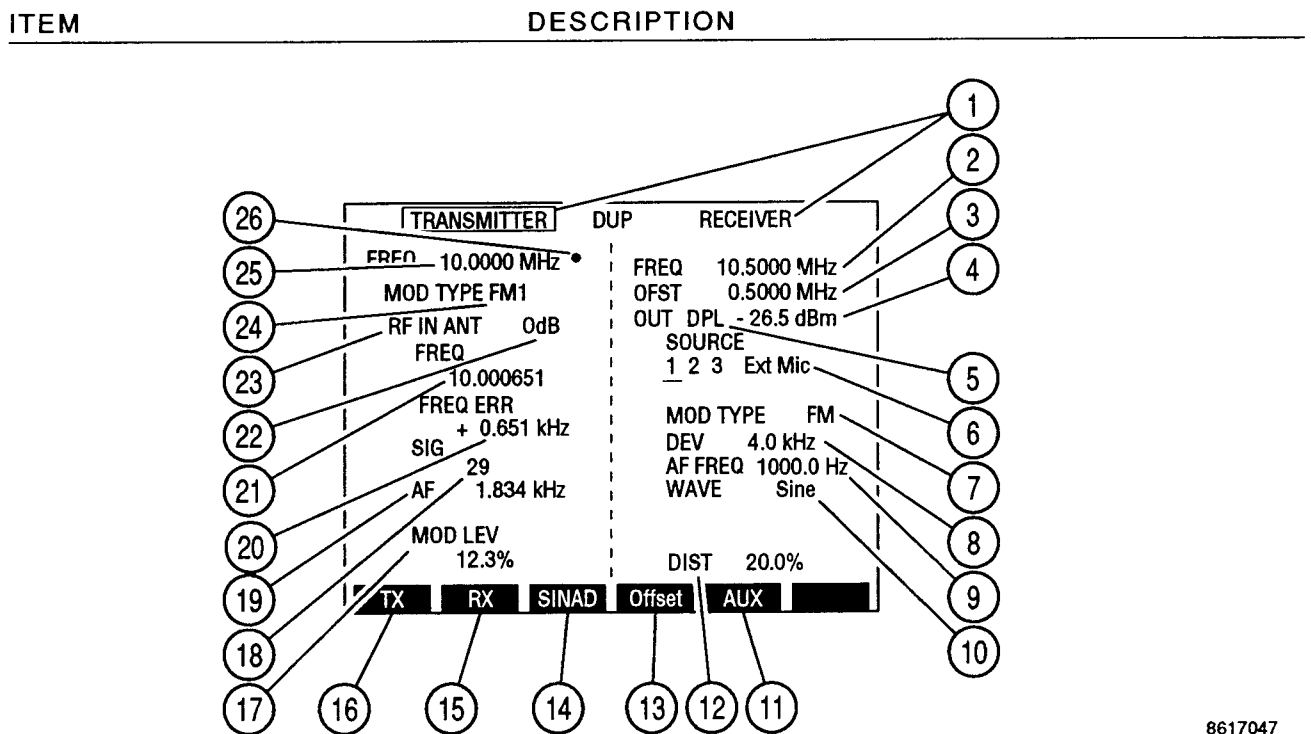 ITEM DESCRIPTION
1
2
3
4
5
6
7
8
9
10
26
25
24
23
22
21
20
19
18
17
16
15
14
13
12
11
TRANSMITTER DUP RECEIVER
FREQ 10.0000 MHz
MOD TYPE FM1
RF IN ANT 0dB
FREQ
10.000651
FREQ ERR
+ 0.651 kHz
SIG
29
AF 1.834 kHz
MOD LEV
12.3%
FREQ 10.5000 MHz
OFST 0.5000 MHz
OUT DPL - 26.5 dBm
SOURCE
1 2 3 Ext Mic
MOD TYPE FM
DEV 4.0 kHz
AF FREQ 1000.0 Hz
WAVE Sine
DIST 20.0%
TX RX SINAD Offset AUX
8617047